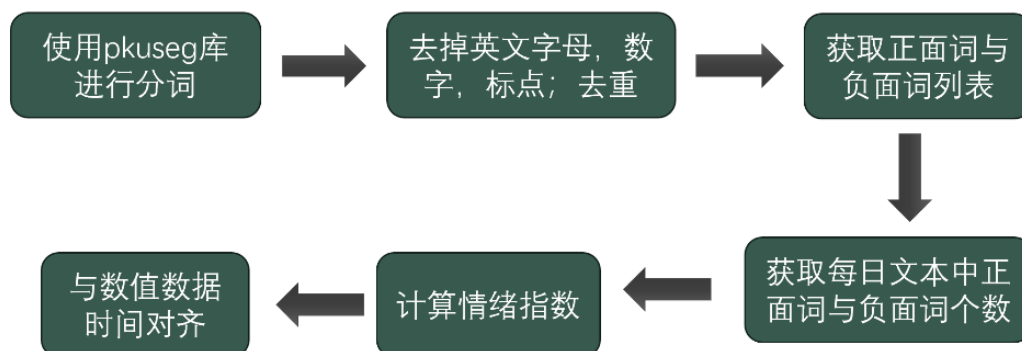 使用pkuseg库
进行分词
去掉英文字母，数
字，标点；去重
获取正面词与
负面词列表
获取每日文本中正
面词与负面词个数
计算情绪指数
与数值数据
时间对齐